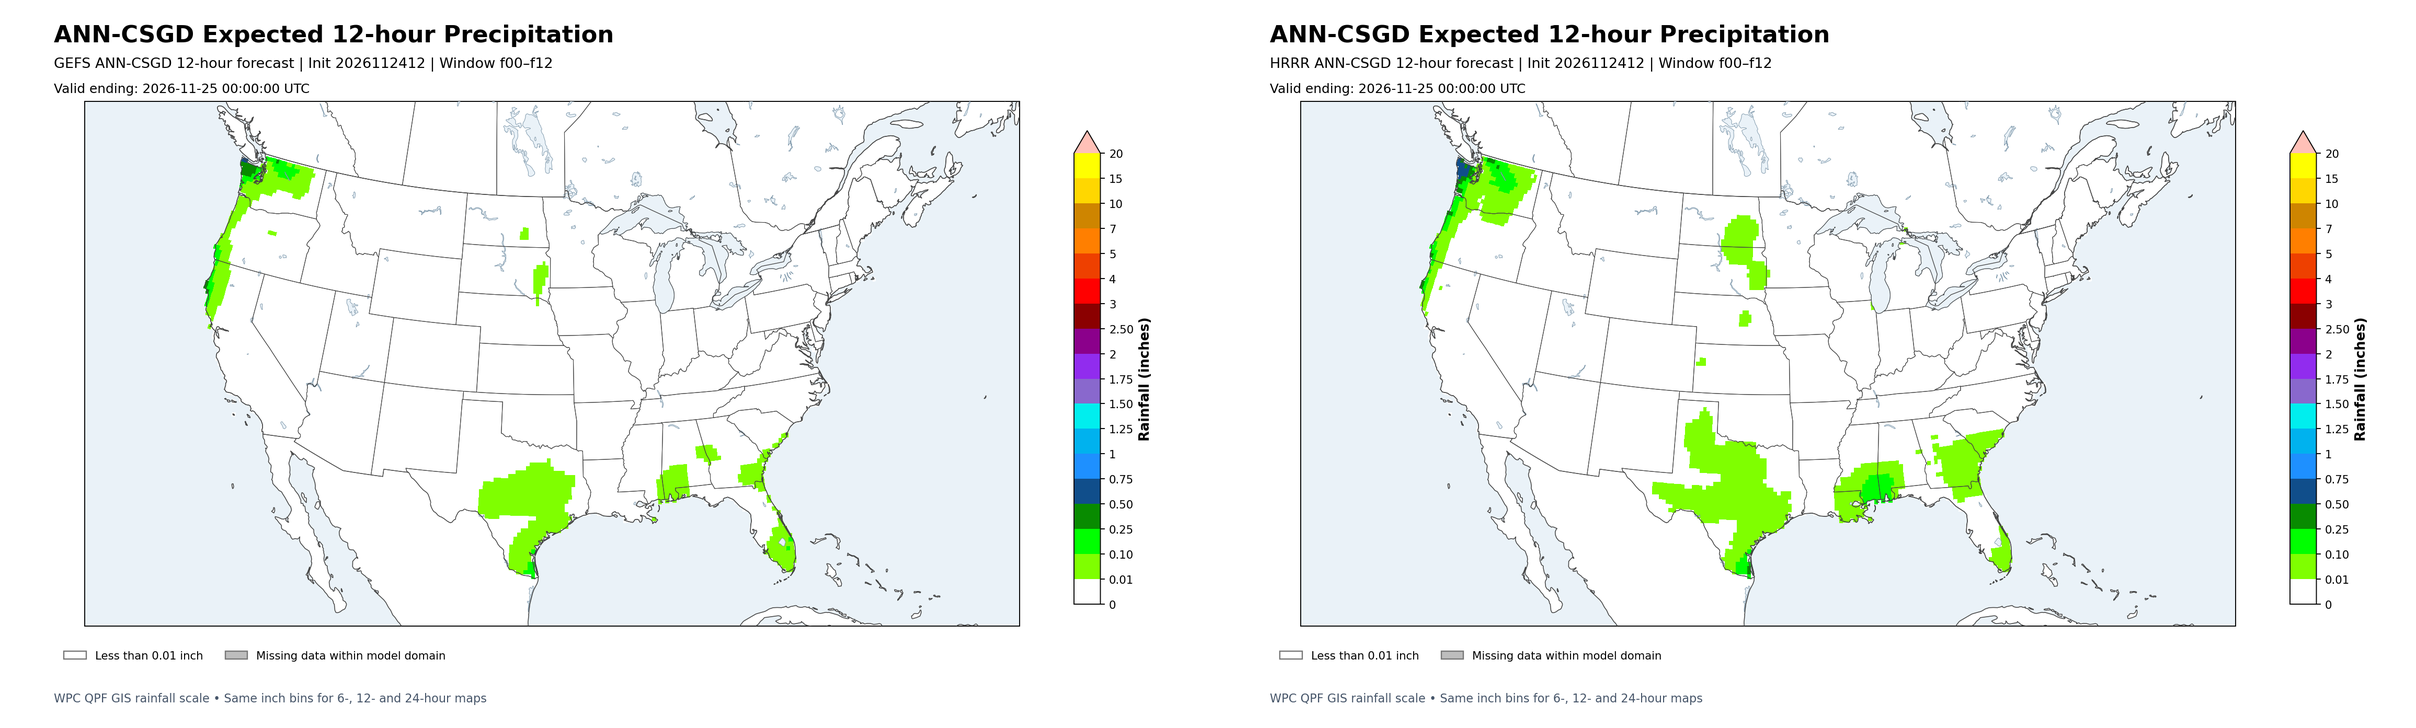 ANN-CSGD Expected 12-hour Precipitation
GEFS ANN-CSGD 12-hour forecast | Init 2026112412 | Window f00–f12
Valid ending: 2026-11-25 00:00:00 UTC
20
15
10
7
5
4
3
2.50
2
1.75
1.50
1.25
1
0.75
0.50
0.25
0.10
0.01
0
Rainfall (inches)
Less than 0.01 inch
Missing data within model domain
WPC QPF GIS rainfall scale • Same inch bins for 6-, 12- and 24-hour maps
ANN-CSGD Expected 12-hour Precipitation
HRRR ANN-CSGD 12-hour forecast | Init 2026112412 | Window f00–f12
Valid ending: 2026-11-25 00:00:00 UTC
20
15
10
7
5
4
3
2.50
2
1.75
1.50
1.25
1
0.75
0.50
0.25
0.10
0.01
0
Rainfall (inches)
Less than 0.01 inch
Missing data within model domain
WPC QPF GIS rainfall scale • Same inch bins for 6-, 12- and 24-hour maps